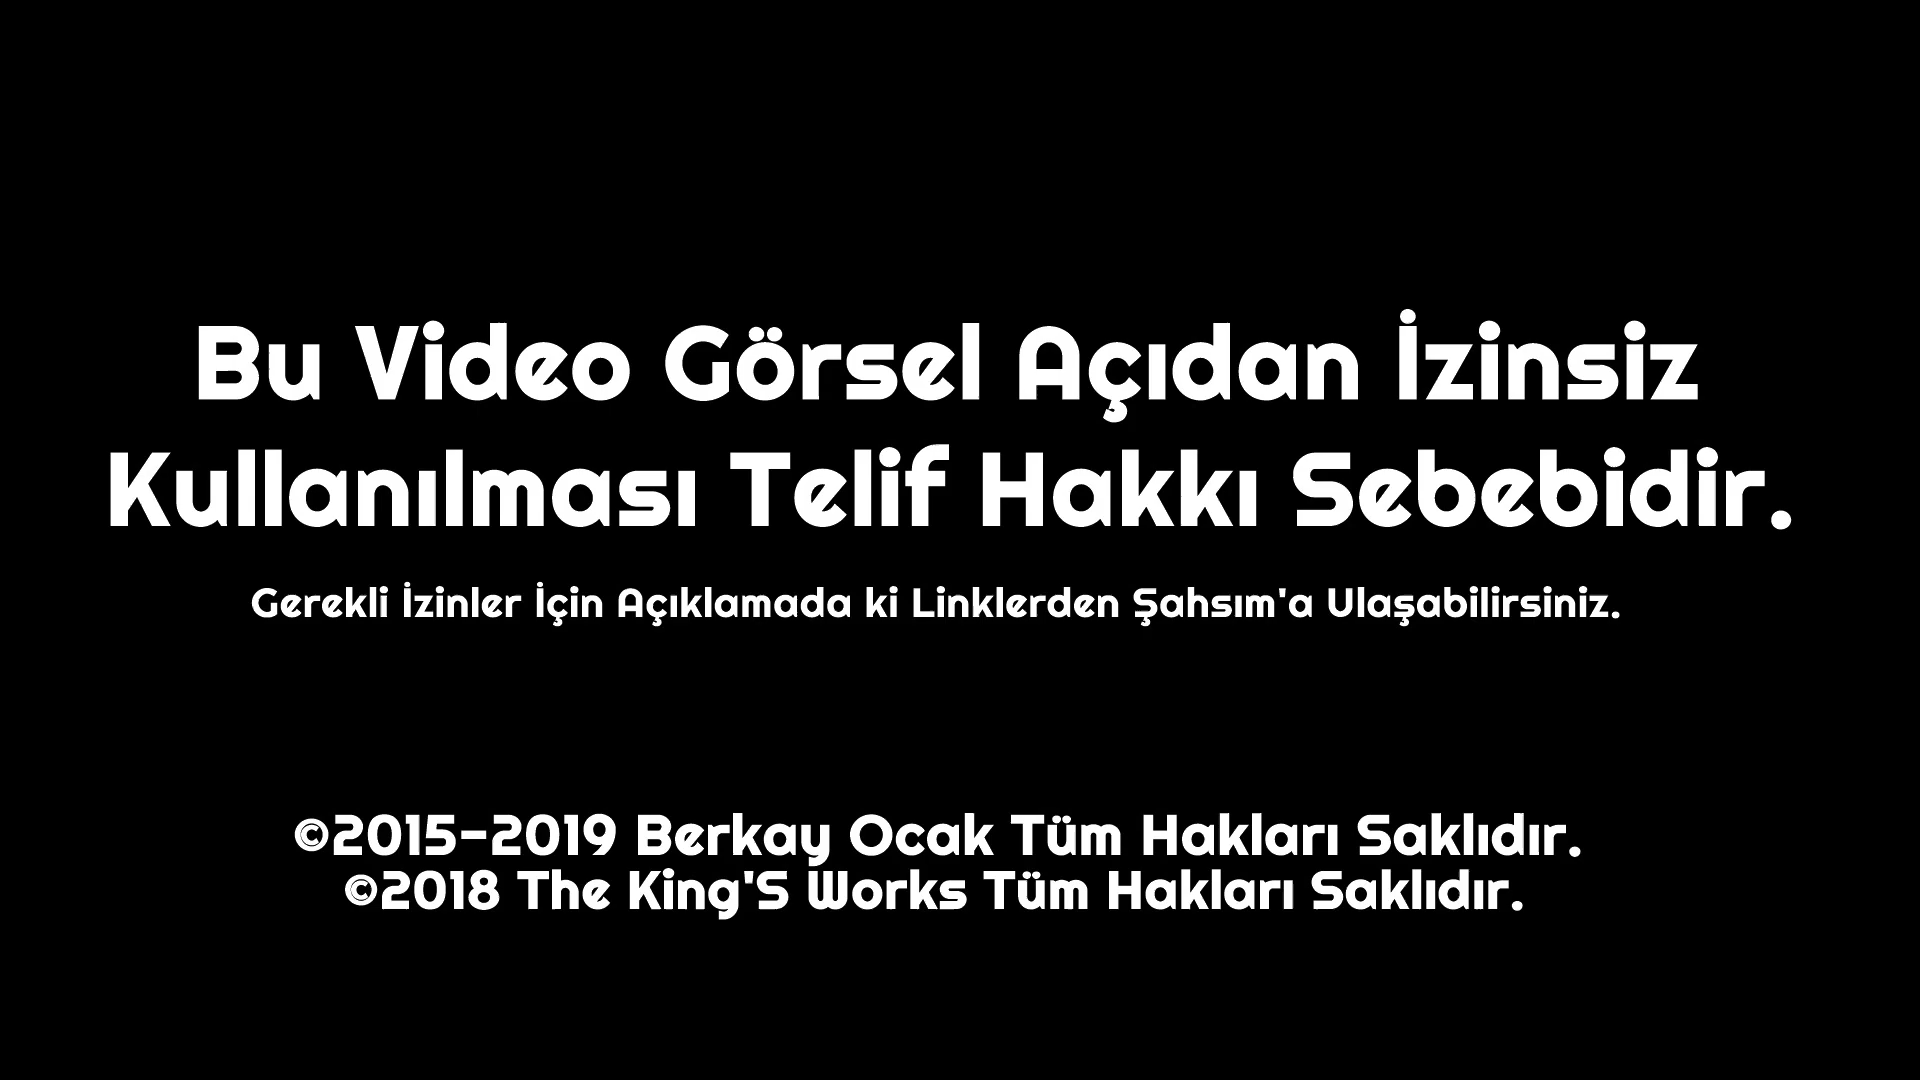 Bu Video Görsel Açıdan İzinsiz
Kullanılması Telif Hakkı Sebebidir.
Gerekli İzinler İçin Açıklamada ki Linklerden Şahsım'a Ulaşabilirsiniz.
©2015-2019 Berkay Ocak Tüm Hakları Saklıdır.
©2018 The King'S Works Tüm Hakları Saklıdır.